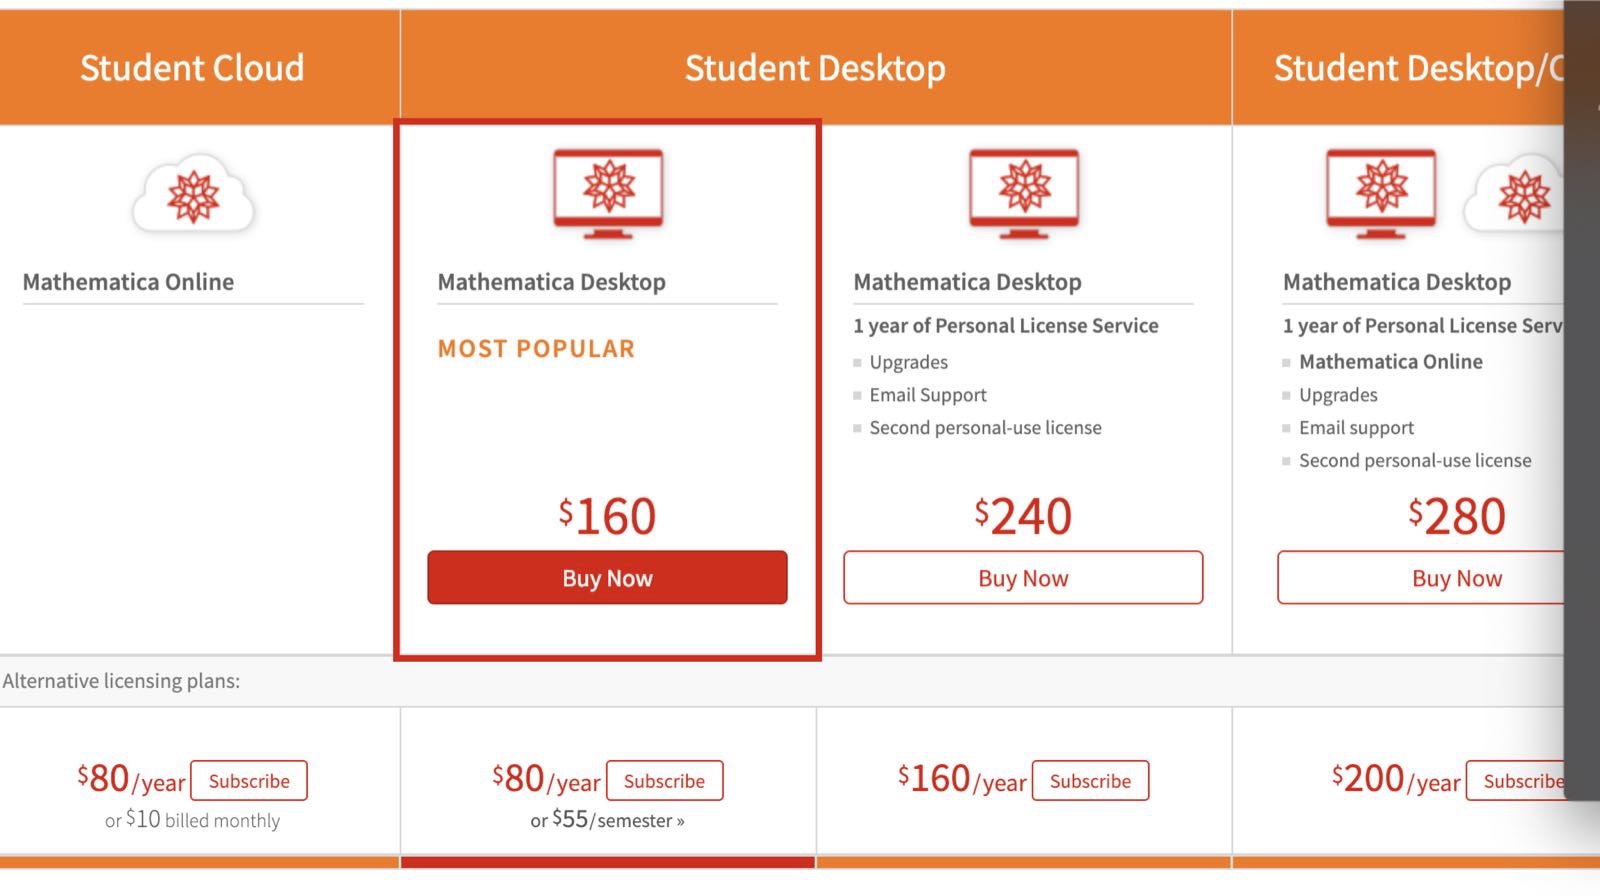 Student Cloud
Student Desktop
Student Desktop/
Mathematica Online
Mathematica Desktop
MOST POPULAR
$160
Buy Now
Mathematica Desktop
1 year of Personal License Service
Upgrades
Email Support
Second personal-use license
$240
Buy Now
Mathematica Desktop
1 year of Personal License Serv
Mathematica Online
Upgrades
Email support
Second personal-use license
$280
Buy Now
Alternative licensing plans:
$80/year Subscribe
or $10 billed monthly
$80/year Subscribe
or $55/semester »
$160/year Subscribe
$200/year Subscribe